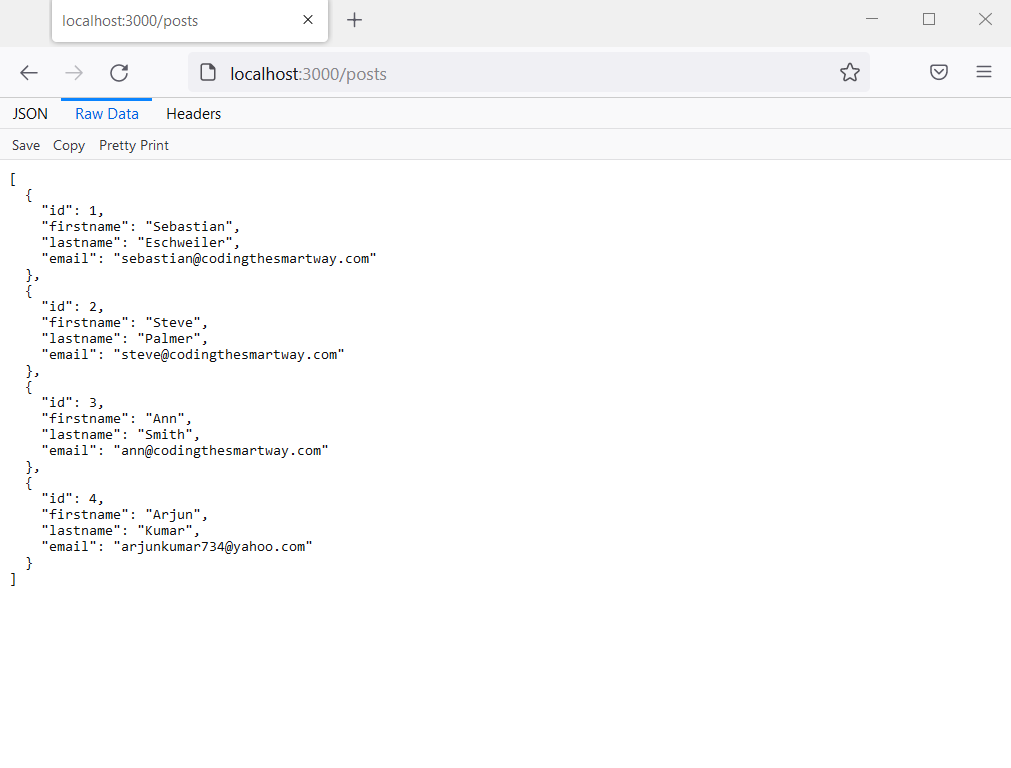 localhost:3000/posts
localhost:3000/posts
JSON Raw Data Headers
Save Copy Pretty Print
[
  {
    "id": 1,
    "firstname": "Sebastian",
    "lastname": "Eschweiler",
    "email": "sebastian@codingthesmartway.com"
  },
  {
    "id": 2,
    "firstname": "Steve",
    "lastname": "Palmer",
    "email": "steve@codingthesmartway.com"
  },
  {
    "id": 3,
    "firstname": "Ann",
    "lastname": "Smith",
    "email": "ann@codingthesmartway.com"
  },
  {
    "id": 4,
    "firstname": "Arjun",
    "lastname": "Kumar",
    "email": "arjunkumar734@yahoo.com"
  }
]